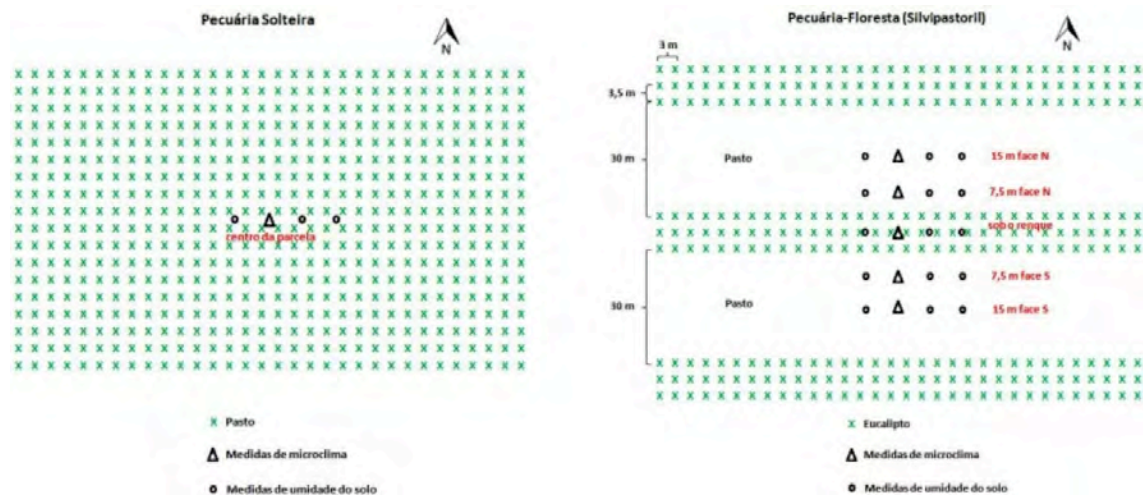 Pecuária Solteira
N
centro da parcela
x Pasto
Medidas de microclima
Medidas de umidade do solo
Pecuária-Floresta (Silvipastoril)
N
3 m
3,5 m
30 m
Pasto
15 m face N
7,5 m face N
sob o renque
7,5 m face S
30 m
Pasto
15 m face S
x Eucalipto
Medidas de microclima
Medidas de umidade do solo